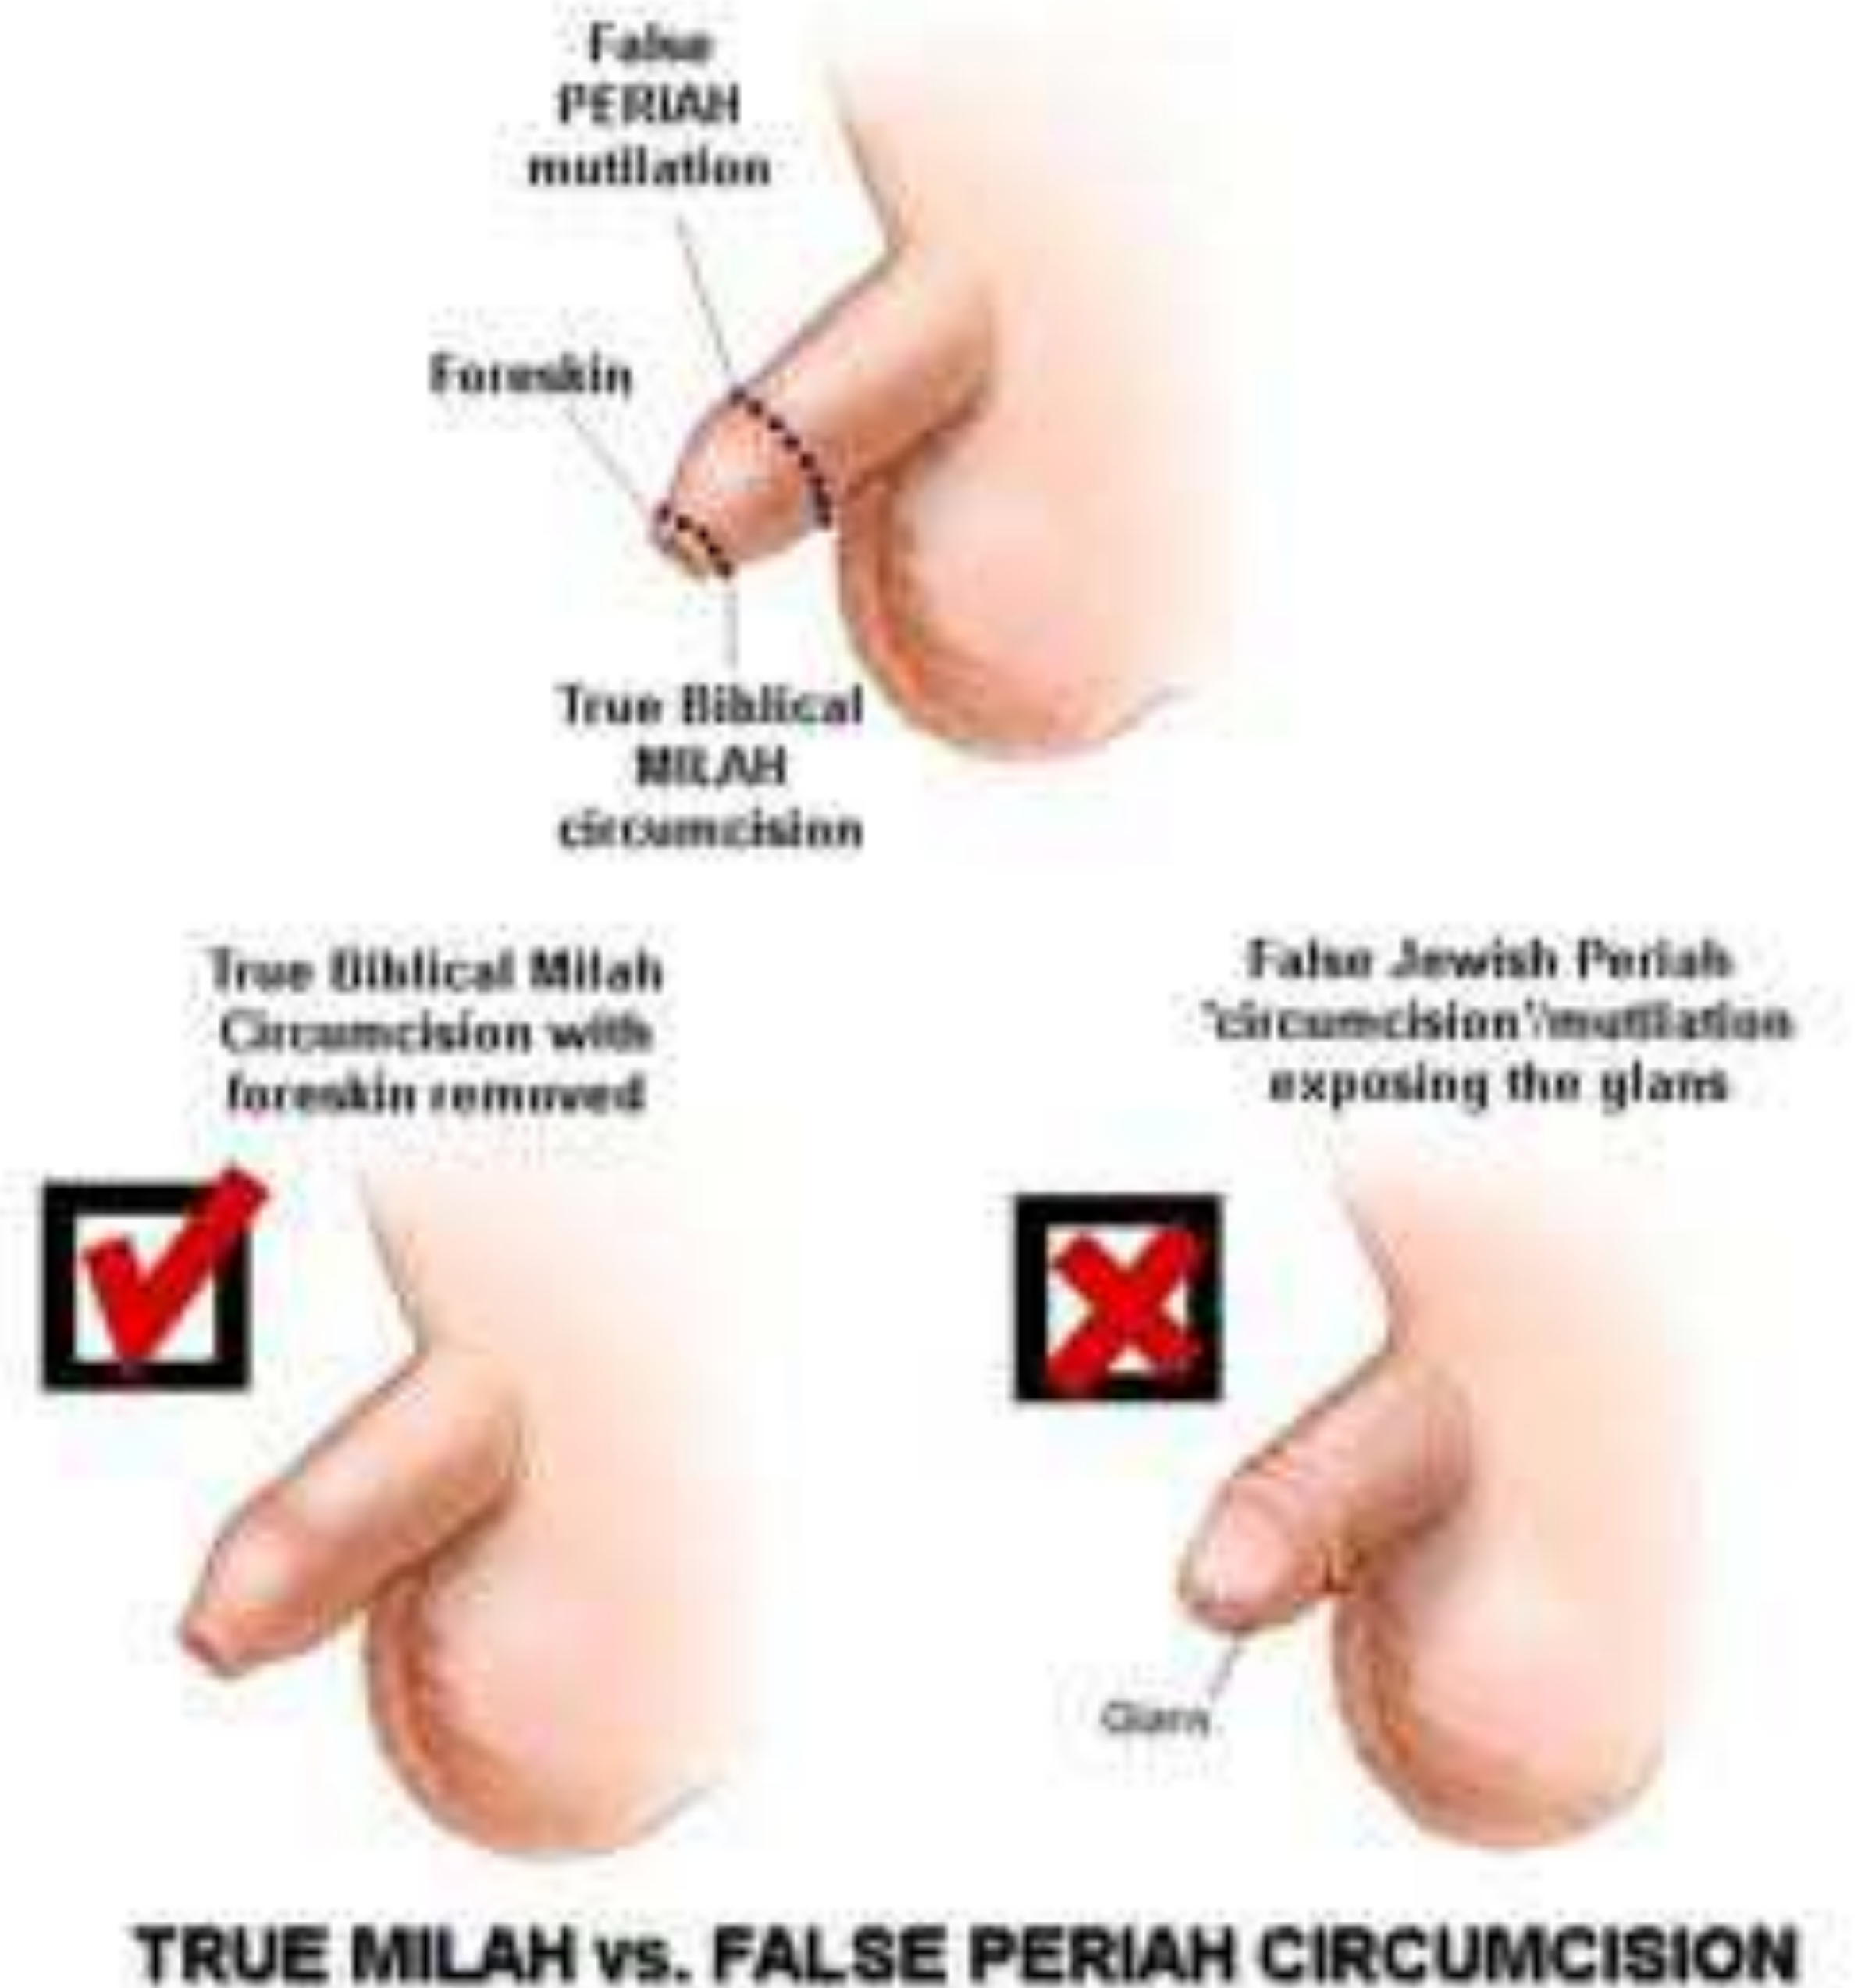 False
PERIAH
mutilation
Foreskin
True Biblical
MILAH
circumcision
True Biblical Milah
Circumcision with
foreskin removed
False Jewish Periah
'circumcision'/mutilation
exposing the glans
Glans
TRUE MILAH vs. FALSE PERIAH CIRCUMCISION